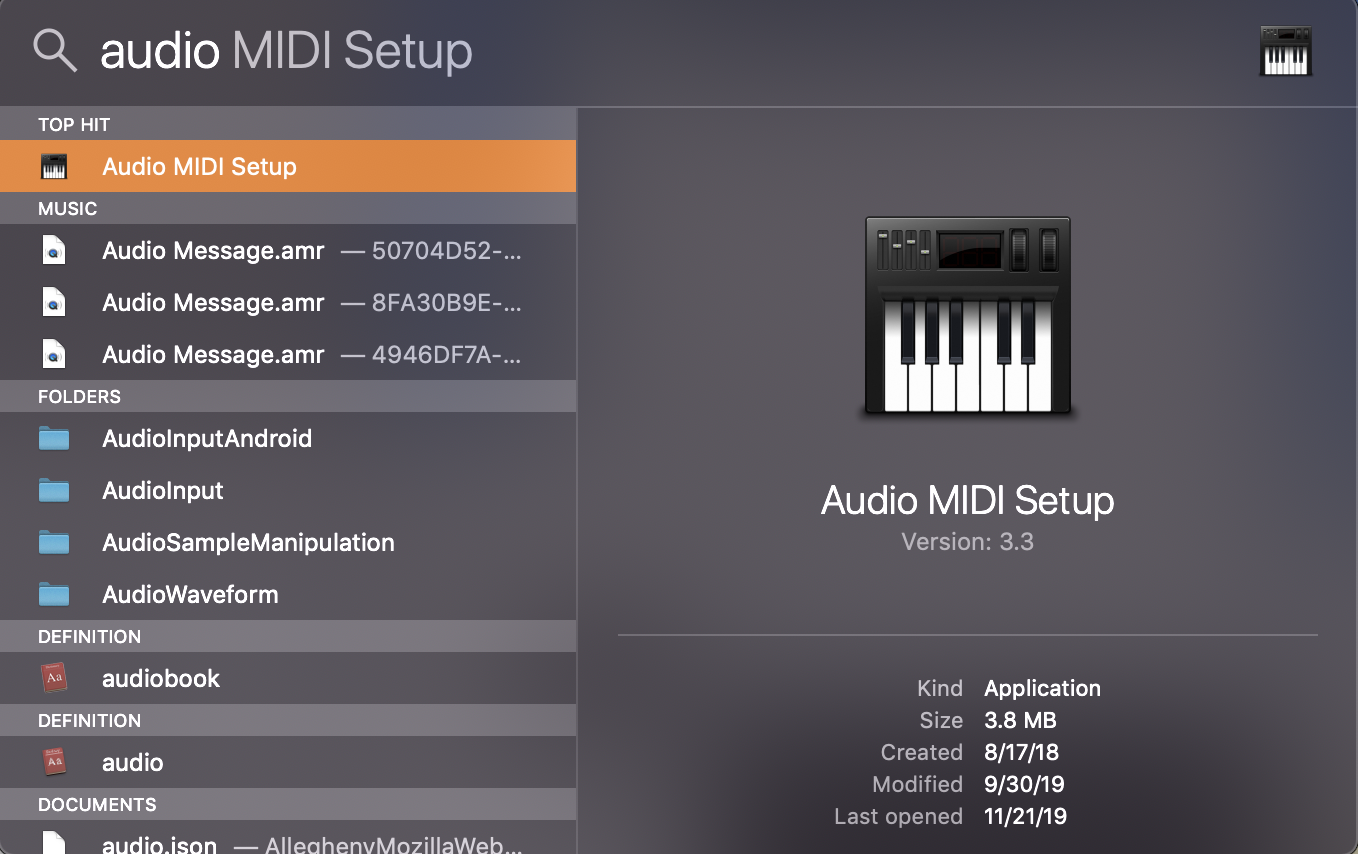 audio MIDI Setup
TOP HIT
Audio MIDI Setup
MUSIC
Audio Message.amr — 50704D52-...
Audio Message.amr — 8FA30B9E-...
Audio Message.amr — 4946DF7A-...
FOLDERS
AudioInputAndroid
AudioInput
AudioSampleManipulation
AudioWaveform
DEFINITION
Aa
audiobook
DEFINITION
Aa
audio
DOCUMENTS
audio.json — AlleghenyMozillaWeb...
Audio MIDI Setup
Version: 3.3
Kind Application
Size 3.8 MB
Created 8/17/18
Modified 9/30/19
Last opened 11/21/19